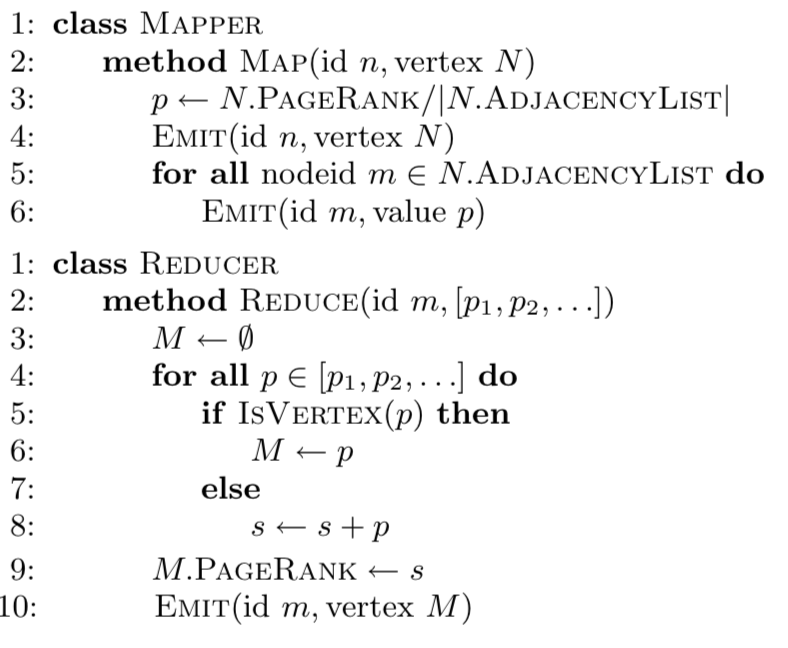 1: class MAPPER
2: method MAP(id n, vertex N)
3: p ← N.PAGERANK/|N.ADJACENCYLIST|
4: EMIT(id n, vertex N)
5: for all nodeid m ∈ N.ADJACENCYLIST do
6: EMIT(id m, value p)
1: class REDUCER
2: method REDUCE(id m, [p₁, p₂, . . .])
3: M ← ∅
4: for all p ∈ [p₁, p₂, . . .] do
5: if ISVERTEX(p) then
6: M ← p
7: else
8: s ← s + p
9: M.PAGERANK ← s
10: EMIT(id m, vertex M)